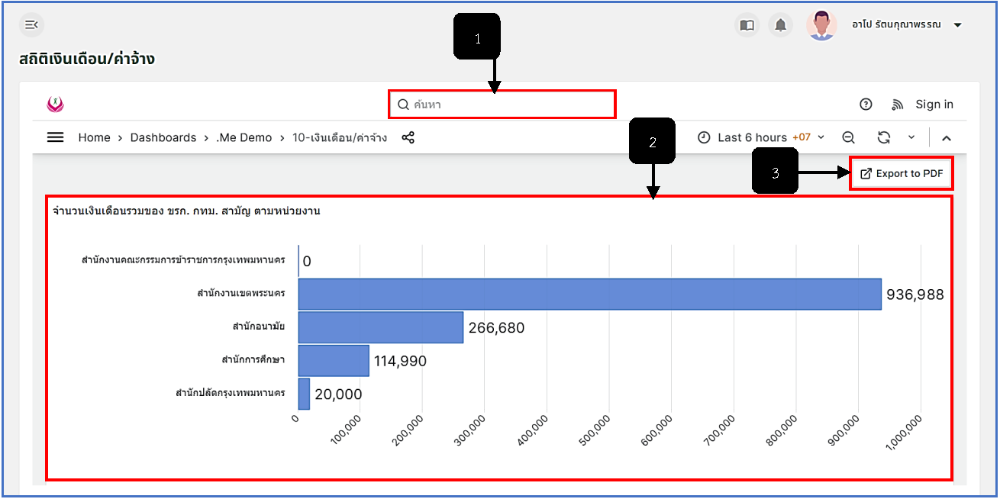 อาโป รัตนกุณาพรรณ
1
สถิติเงินเดือน/ค่าจ้าง
ค้นหา
Sign in
Home › Dashboards › .Me Demo › 10-เงินเดือน/ค่าจ้าง
2
Last 6 hours +07
3
Export to PDF
จำนวนเงินเดือนรวมของ ขรก. กทม. สามัญ ตามหน่วยงาน
สำนักงานคณะกรรมการข้าราชการกรุงเทพมหานคร 0
สำนักงานเขตพระนคร 936,988
สำนักอนามัย 266,680
สำนักการศึกษา 114,990
สำนักปลัดกรุงเทพมหานคร 20,000
0 100,000 200,000 300,000 400,000 500,000 600,000 700,000 800,000 900,000 1,000,000